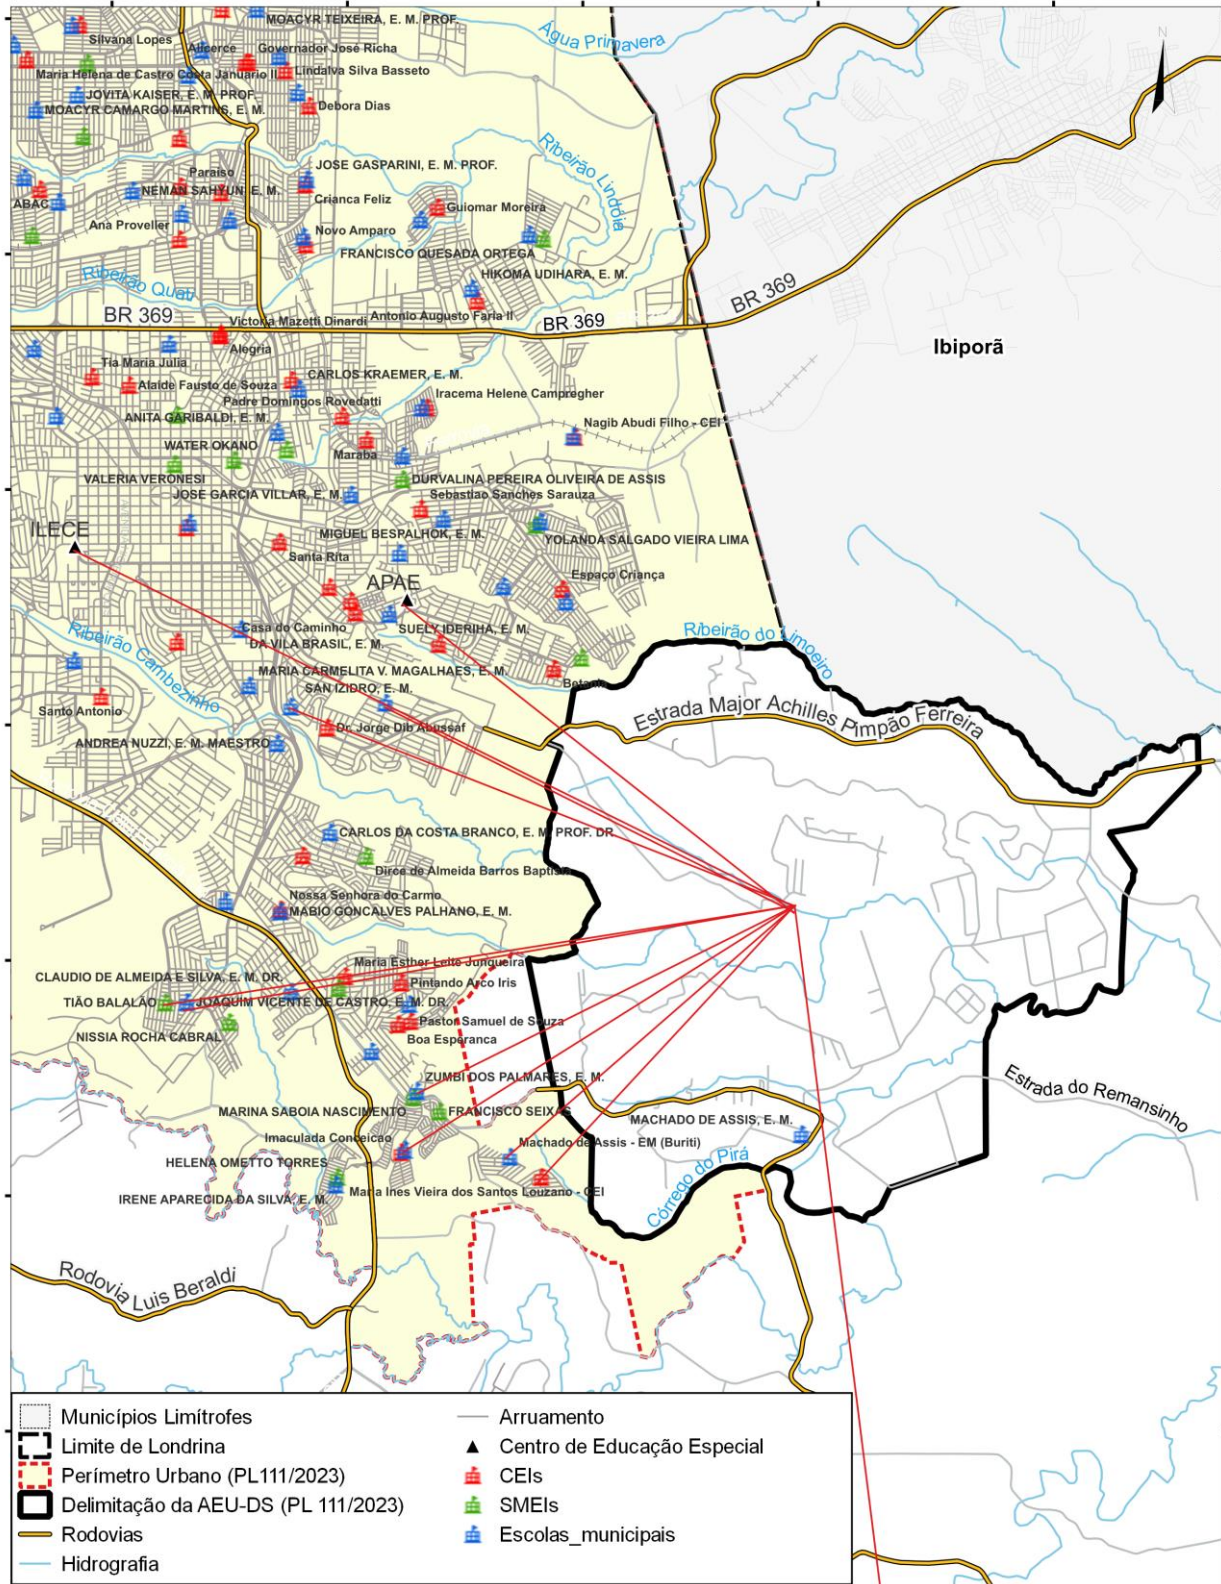 MOACYR TEIXEIRA, E. M. PROF.
Água Primavera
N
Silvana Lopes
Alicerce
Governador José Richa
Maria Helena de Castro Costa
Januario II
Lindalva Silva Basseto
JOVITA KAISER, E. M. PROF.
Debora Dias
MOACYR CAMARGO MARTINS, E. M.
Ribeirão Lindóia
JOSE GASPARINI, E. M. PROF.
Paraiso
NEMAN SAHYUN, E. M.
Crianca Feliz
Guiomar Moreira
ABAC
Ana Proveller
Novo Amparo
FRANCISCO QUESADA ORTEGA
HIKOMA UDIHARA, E. M.
Ribeirão Quati
BR 369
BR 369
Victoria Mazetti Dinardi
Antonio Augusto Faria II
BR 369
Alegria
Ibiporã
Tia Maria Julia
Alaide Fausto de Souza
CARLOS KRAEMER, E. M.
Padre Domingos Rovedatti
Iracema Helene Campregher
ANITA GARIBALDI, E. M.
Nagib Abudi Filho - CEI
WATER OKANO
Maraba
VALERIA VERONESI
DURVALINA PEREIRA OLIVEIRA DE ASSIS
JOSE GARCIA VILLAR, E. M.
Sebastiao Sanches Sarauza
ILECE
MIGUEL BESPALHOK, E. M.
YOLANDA SALGADO VIEIRA LIMA
Santa Rita
Espaço Criança
APAE
Casa do Caminho
SUELY IDERIHA, E. M.
Ribeirão do Limoeiro
DA VILA BRASIL, E. M.
Ribeirão Cambezinho
MARIA CARMELITA V. MAGALHAES, E. M.
Betania
SAN IZIDRO, E. M.
Santo Antonio
Dr. Jorge Dib Abussaf
Estrada Major Achilles Pimpão Ferreira
ANDREA NUZZI, E. M. MAESTRO
CARLOS DA COSTA BRANCO, E. M. PROF. DR.
Dirce de Almeida Barros Baptista
Nossa Senhora do Carmo
MABIO GONCALVES PALHANO, E. M.
Maria Esther Leite Junqueira
CLAUDIO DE ALMEIDA E SILVA, E. M. DR.
Pintando Arco Iris
TIÃO BALALÃO
JOAQUIM VICENTE DE CASTRO, E. M. DR.
Pastor Samuel de Souza
NISSIA ROCHA CABRAL
Boa Esperanca
ZUMBI DOS PALMARES, E. M.
Estrada do Remansinho
MARINA SABOIA NASCIMENTO
FRANCISCO SEIXAS
MACHADO DE ASSIS, E. M.
Imaculada Conceicao
Machado de Assis - EM (Buriti)
HELENA OMETTO TORRES
Córrego do Pirá
IRENE APARECIDA DA SILVA, E. M.
Maria Ines Vieira dos Santos Louzano - CEI
Rodovia Luis Beraldi
Municípios Limítrofes
Limite de Londrina
Perímetro Urbano (PL111/2023)
Delimitação da AEU-DS (PL 111/2023)
Rodovias
Hidrografia
Arruamento
Centro de Educação Especial
CEIs
SMEIs
Escolas_municipais